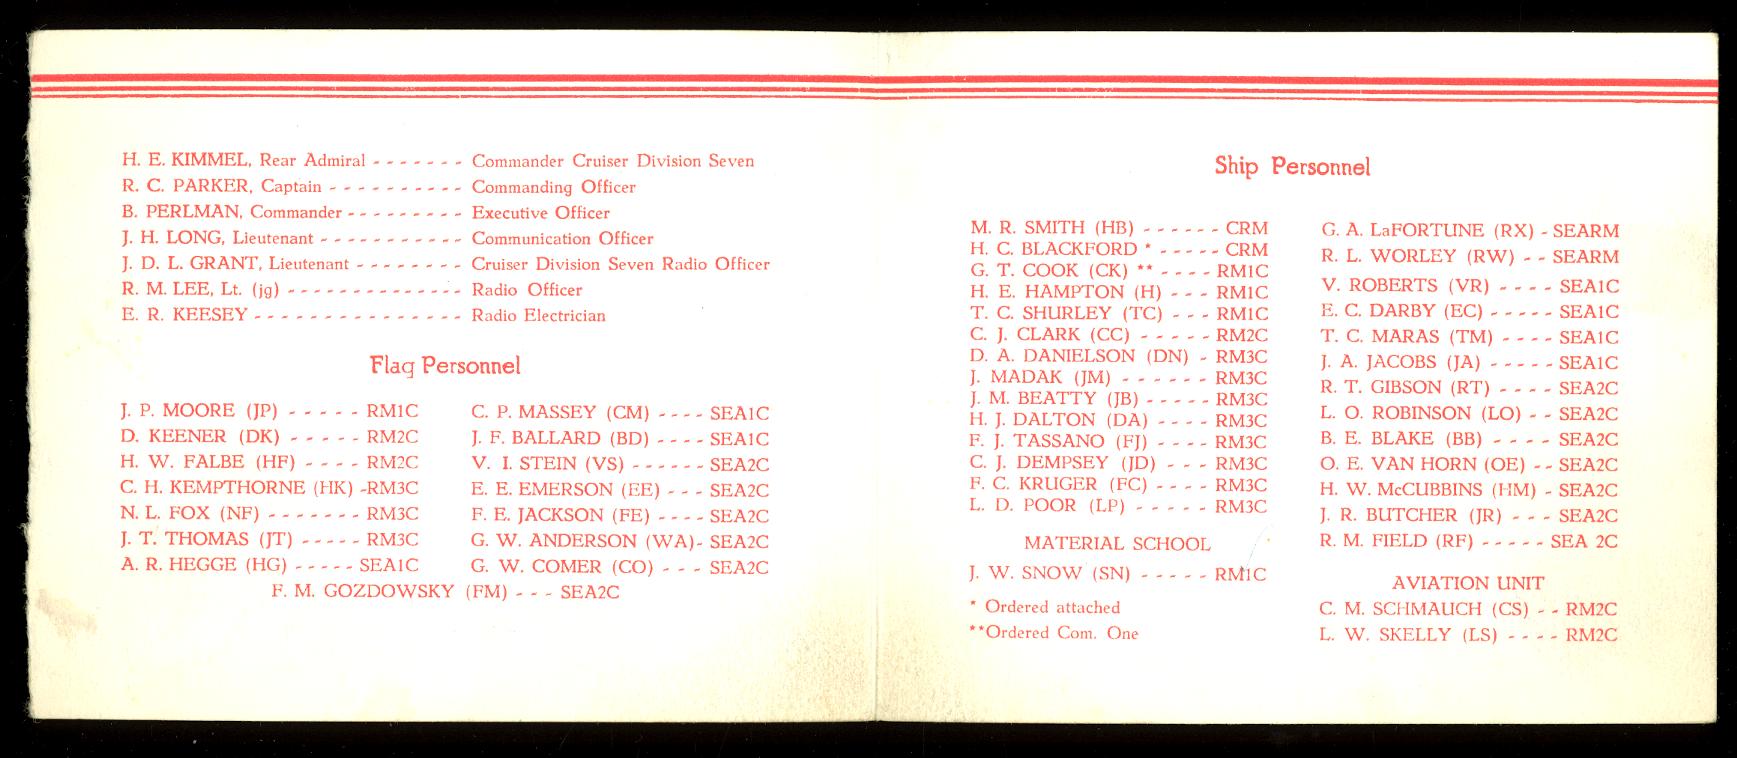 H. E. KIMMEL, Rear Admiral - - - - - - - Commander Cruiser Division Seven
R. C. PARKER, Captain - - - - - - - - - - Commanding Officer
B. PERLMAN, Commander - - - - - - - - - Executive Officer
J. H. LONG, Lieutenant - - - - - - - - - - - Communication Officer
J. D. L. GRANT, Lieutenant - - - - - - - - Cruiser Division Seven Radio Officer
R. M. LEE, Lt. (jg) - - - - - - - - - - - - - - Radio Officer
E. R. KEESEY - - - - - - - - - - - - - - - - Radio Electrician
Flag Personnel
J. P. MOORE (JP) - - - - - RM1C
D. KEENER (DK) - - - - - RM2C
H. W. FALBE (HF) - - - - RM2C
C. H. KEMPTHORNE (HK) -RM3C
N. L. FOX (NF) - - - - - - - RM3C
J. T. THOMAS (JT) - - - - - RM3C
A. R. HEGGE (HG) - - - - - SEA1C
C. P. MASSEY (CM) - - - - SEA1C
J. F. BALLARD (BD) - - - - SEA1C
V. I. STEIN (VS) - - - - - - SEA2C
E. E. EMERSON (EE) - - - SEA2C
F. E. JACKSON (FE) - - - - SEA2C
G. W. ANDERSON (WA)- SEA2C
G. W. COMER (CO) - - - SEA2C
F. M. GOZDOWSKY (FM) - - - SEA2C
Ship Personnel
M. R. SMITH (HB) - - - - - - CRM
H. C. BLACKFORD * - - - - CRM
G. T. COOK (CK) ** - - - - RM1C
H. E. HAMPTON (H) - - - RM1C
T. C. SHURLEY (TC) - - - RM1C
C. J. CLARK (CC) - - - - - RM2C
D. A. DANIELSON (DN) - RM3C
J. MADAK (JM) - - - - - - RM3C
J. M. BEATTY (JB) - - - - - RM3C
H. J. DALTON (DA) - - - - RM3C
F. J. TASSANO (FJ) - - - - RM3C
C. J. DEMPSEY (JD) - - - RM3C
F. C. KRUGER (FC) - - - - RM3C
L. D. POOR (LP) - - - - - RM3C
MATERIAL SCHOOL
J. W. SNOW (SN) - - - - - RM1C
* Ordered attached
**Ordered Com. One
G. A. LaFORTUNE (RX) - SEARM
R. L. WORLEY (RW) - - SEARM
V. ROBERTS (VR) - - - - SEA1C
E. C. DARBY (EC) - - - - - SEA1C
T. C. MARAS (TM) - - - - SEA1C
J. A. JACOBS (JA) - - - - - SEA1C
R. T. GIBSON (RT) - - - - SEA2C
L. O. ROBINSON (LO) - - SEA2C
B. E. BLAKE (BB) - - - - SEA2C
O. E. VAN HORN (OE) - - SEA2C
H. W. McCUBBINS (HM) - SEA2C
J. R. BUTCHER (JR) - - - SEA2C
R. M. FIELD (RF) - - - - - SEA 2C
AVIATION UNIT
C. M. SCHMAUCH (CS) - - RM2C
L. W. SKELLY (LS) - - - - RM2C